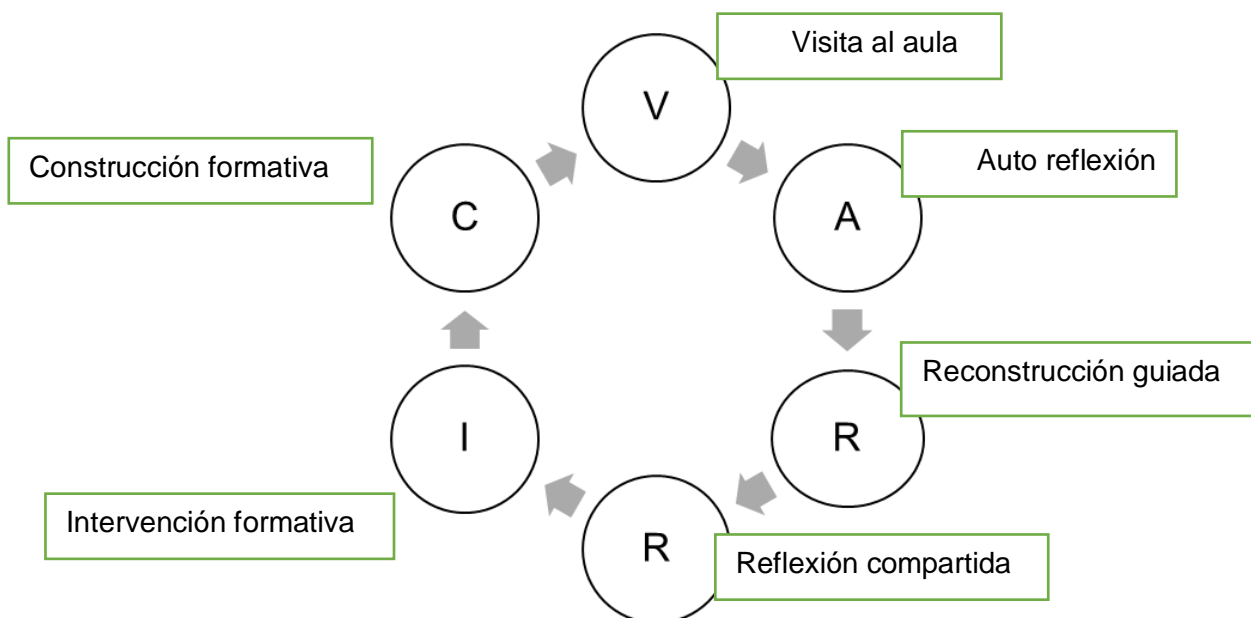 Visita al aula
V
Construcción formativa
Auto reflexión
C
A
Reconstrucción guiada
I
R
Intervención formativa
R
Reflexión compartida